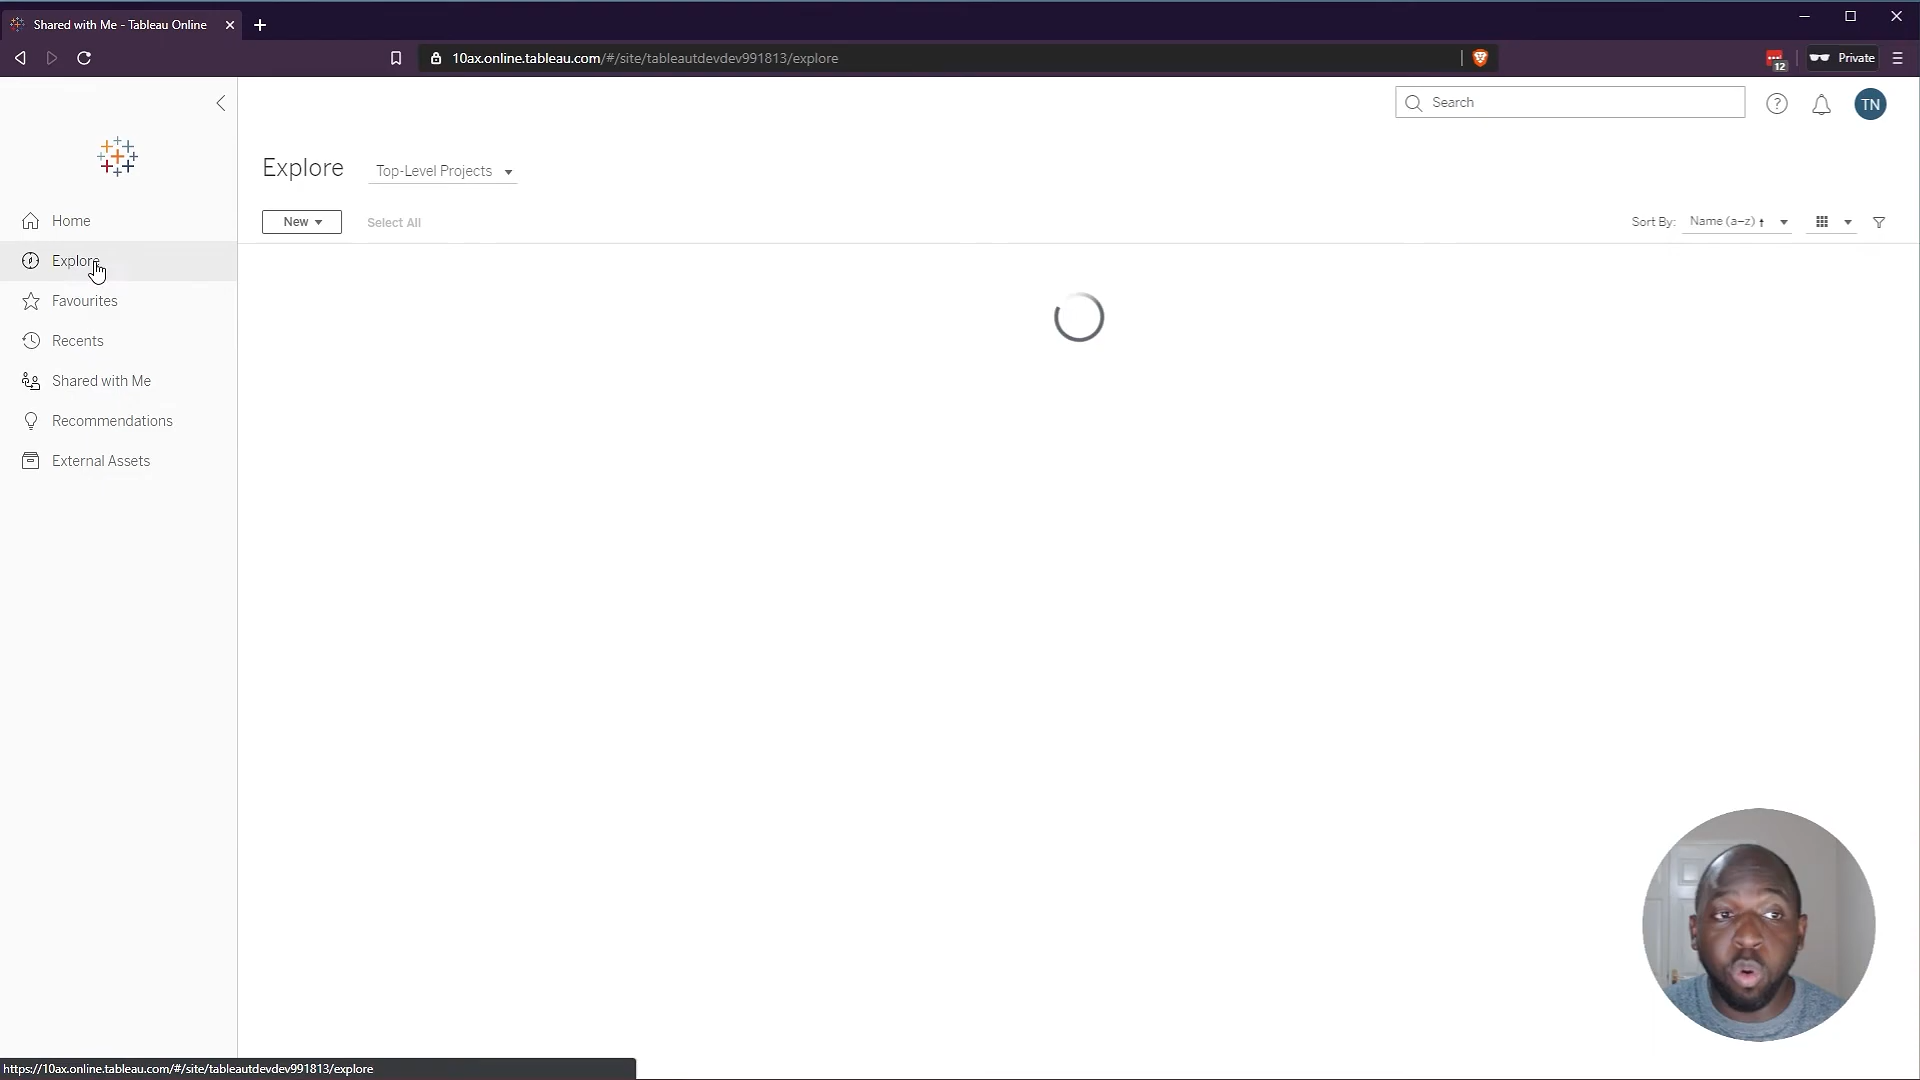 Shared with Me - Tableau Online
10ax.online.tableau.com/#/site/tableautdevdev991813/explore
12
Private
Search
TN
Explore
Top-Level Projects
New
Select All
Sort By:
Name (a–z)
Home
Explore
Favourites
Recents
Shared with Me
Recommendations
External Assets
https://10ax.online.tableau.com/#/site/tableautdevdev991813/explore